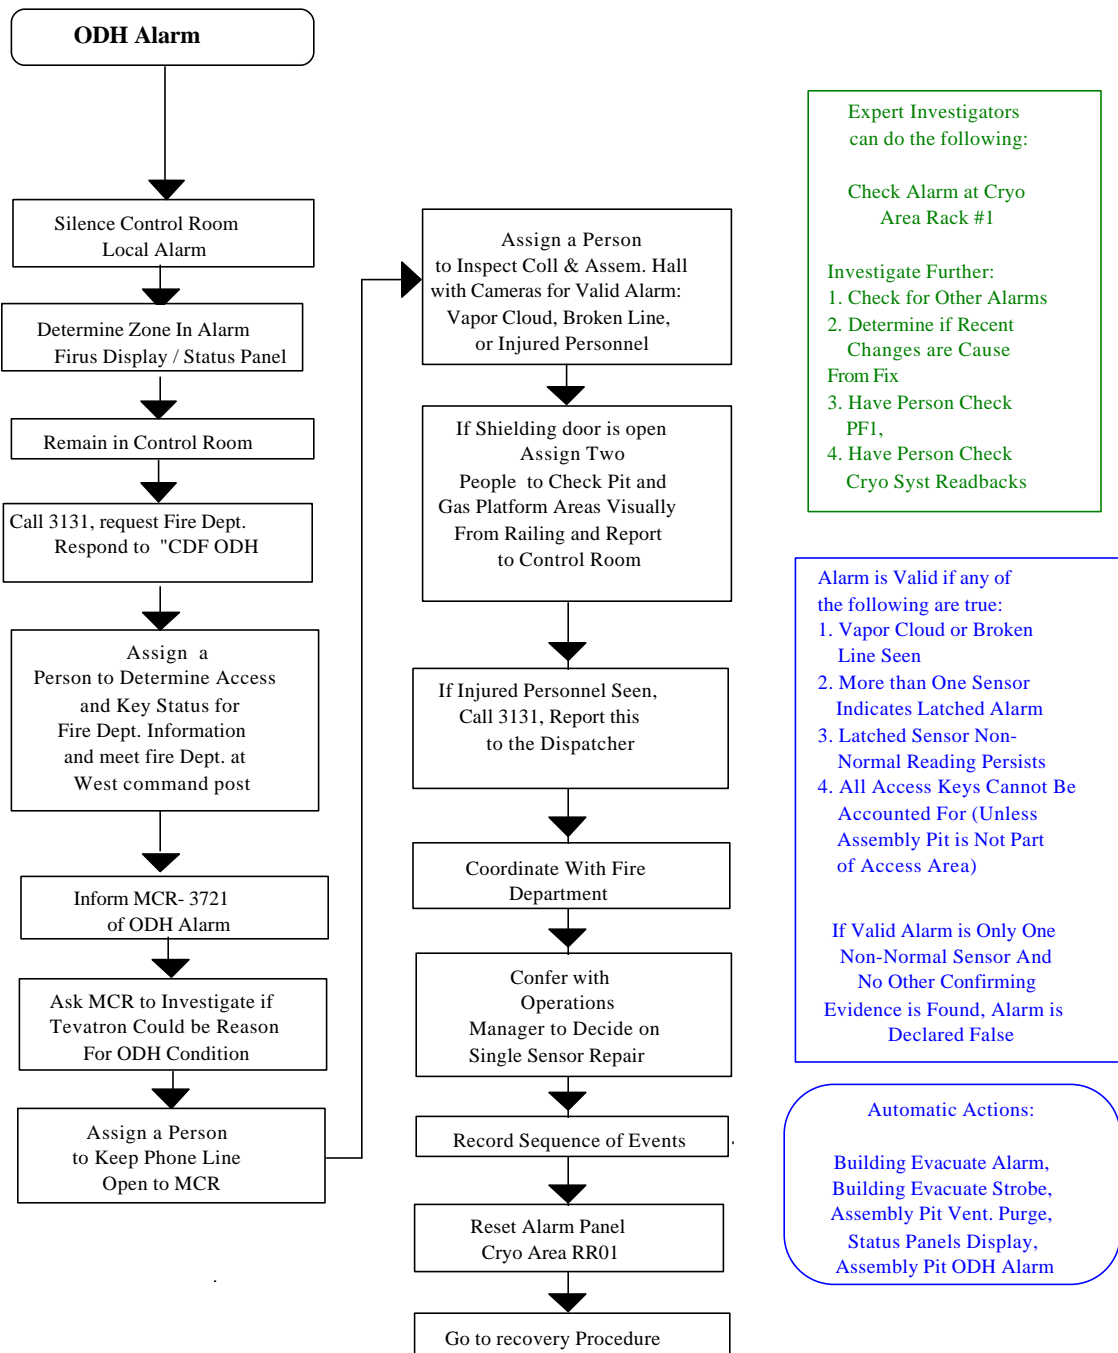 ODH Alarm
Silence Control Room
Local Alarm
Determine Zone In Alarm
Firus Display / Status Panel
Remain in Control Room
Call 3131, request Fire Dept.
Respond to "CDF ODH
Assign a
Person to Determine Access
and Key Status for
Fire Dept. Information
and meet fire Dept. at
West command post
Inform MCR- 3721
of ODH Alarm
Ask MCR to Investigate if
Tevatron Could be Reason
For ODH Condition
Assign a Person
to Keep Phone Line
Open to MCR
Assign a Person
to Inspect Coll & Assem. Hall
with Cameras for Valid Alarm:
Vapor Cloud, Broken Line,
or Injured Personnel
If Shielding door is open
Assign Two
People to Check Pit and
Gas Platform Areas Visually
From Railing and Report
to Control Room
If Injured Personnel Seen,
Call 3131, Report this
to the Dispatcher
Coordinate With Fire
Department
Confer with
Operations
Manager to Decide on
Single Sensor Repair
Record Sequence of Events
Reset Alarm Panel
Cryo Area RR01
Go to recovery Procedure
Expert Investigators
can do the following:
Check Alarm at Cryo
Area Rack #1
Investigate Further:
1. Check for Other Alarms
2. Determine if Recent
Changes are Cause
From Fix
3. Have Person Check
PF1,
4. Have Person Check
Cryo Syst Readbacks
Alarm is Valid if any of
the following are true:
1. Vapor Cloud or Broken
Line Seen
2. More than One Sensor
Indicates Latched Alarm
3. Latched Sensor Non-
Normal Reading Persists
4. All Access Keys Cannot Be
Accounted For (Unless
Assembly Pit is Not Part
of Access Area)
If Valid Alarm is Only One
Non-Normal Sensor And
No Other Confirming
Evidence is Found, Alarm is
Declared False
Automatic Actions:
Building Evacuate Alarm,
Building Evacuate Strobe,
Assembly Pit Vent. Purge,
Status Panels Display,
Assembly Pit ODH Alarm